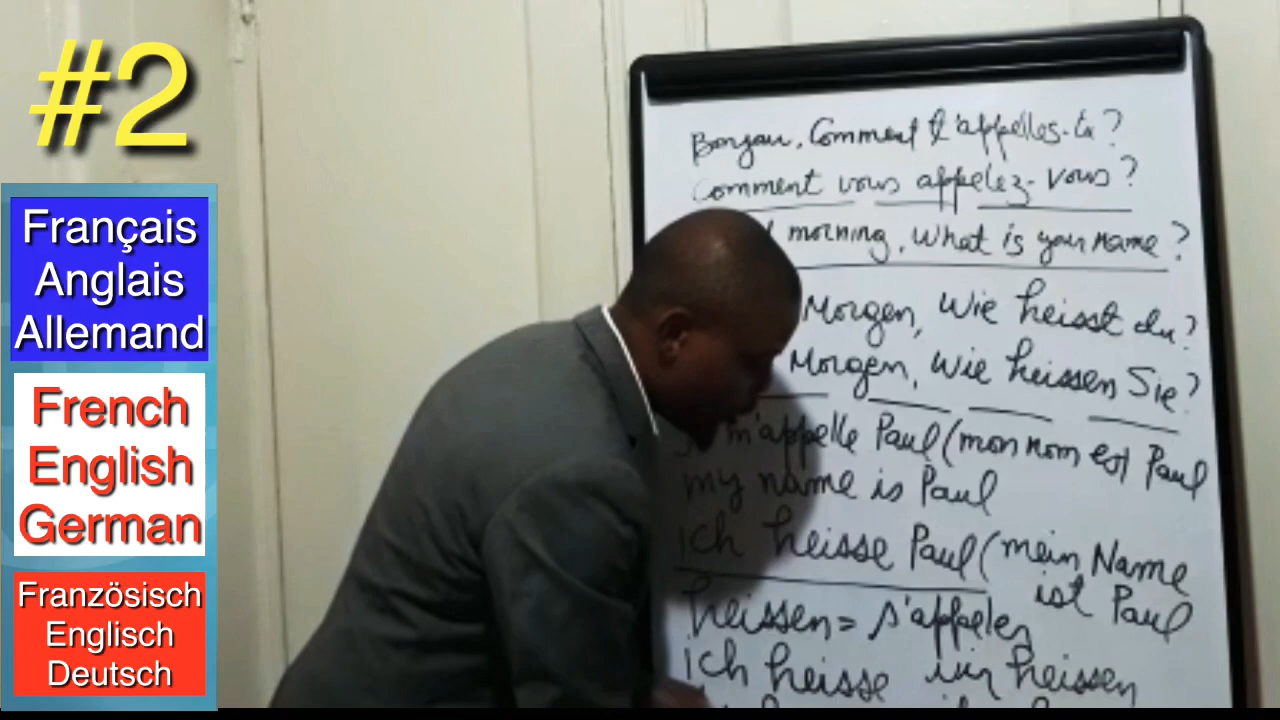 #2
Français
Anglais
Allemand
French
English
German
Französisch
Englisch
Deutsch
Bonjour, Comment t'appelles-tu?
Comment vous appelez-vous?
morning, What is your name?
Morgen, wie heisst du?
Morgen, wie heissen Sie?
m'appelle Paul (mon nom est Paul
my name is Paul
Ich heisse Paul (mein Name
ist Paul
heissen = s'appeler
Ich heisse wir heissen